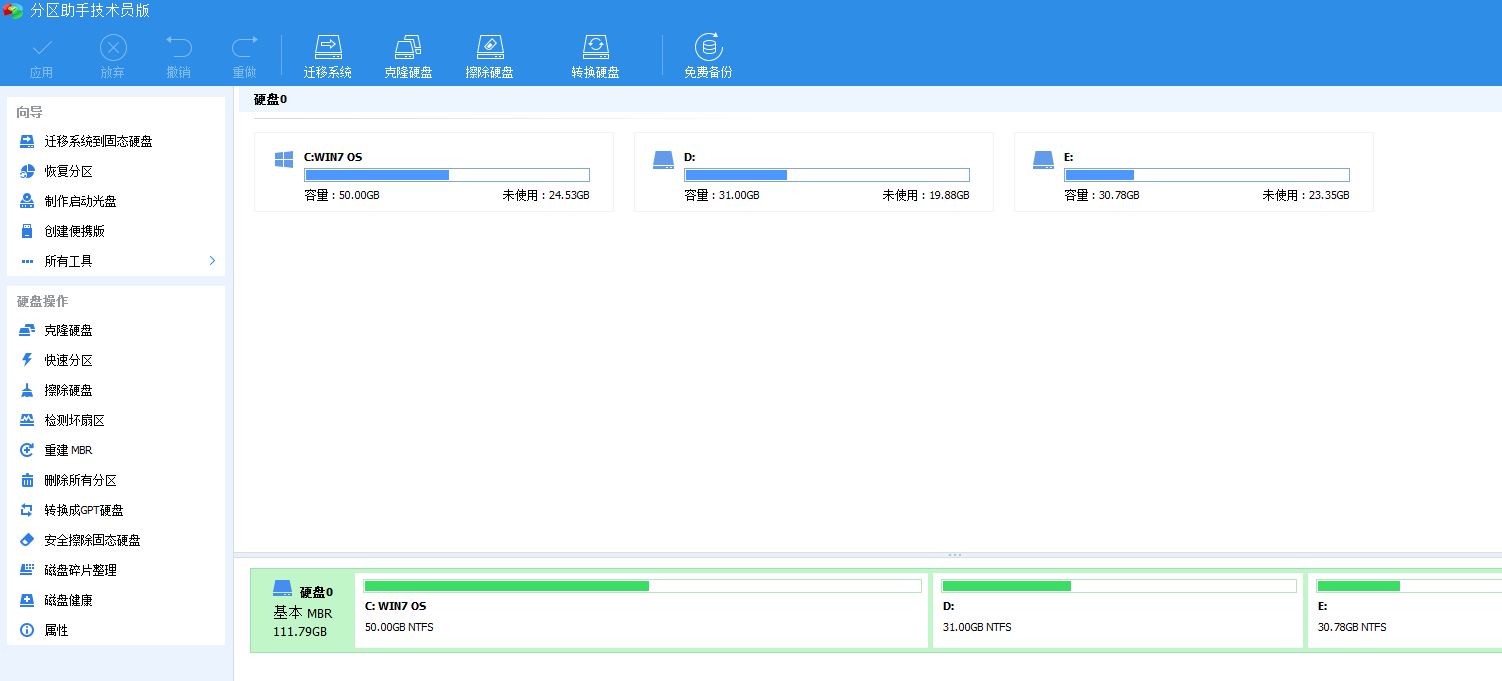 分区助手技术员版
应用
放弃
撤销
重做
迁移系统
克隆硬盘
擦除硬盘
转换硬盘
免费备份
向导
迁移系统到固态硬盘
恢复分区
制作启动光盘
创建便携版
所有工具
硬盘操作
克隆硬盘
快速分区
擦除硬盘
检测坏扇区
重建 MBR
删除所有分区
转换成GPT硬盘
安全擦除固态硬盘
磁盘碎片整理
磁盘健康
属性
硬盘0
C:WIN7 OS
容量 : 50.00GB 未使用 : 24.53GB
D:
容量 : 31.00GB 未使用 : 19.88GB
E:
容量 : 30.78GB 未使用 : 23.35GB
硬盘0
基本 MBR
111.79GB
C: WIN7 OS
50.00GB NTFS
D:
31.00GB NTFS
E:
30.78GB NTFS